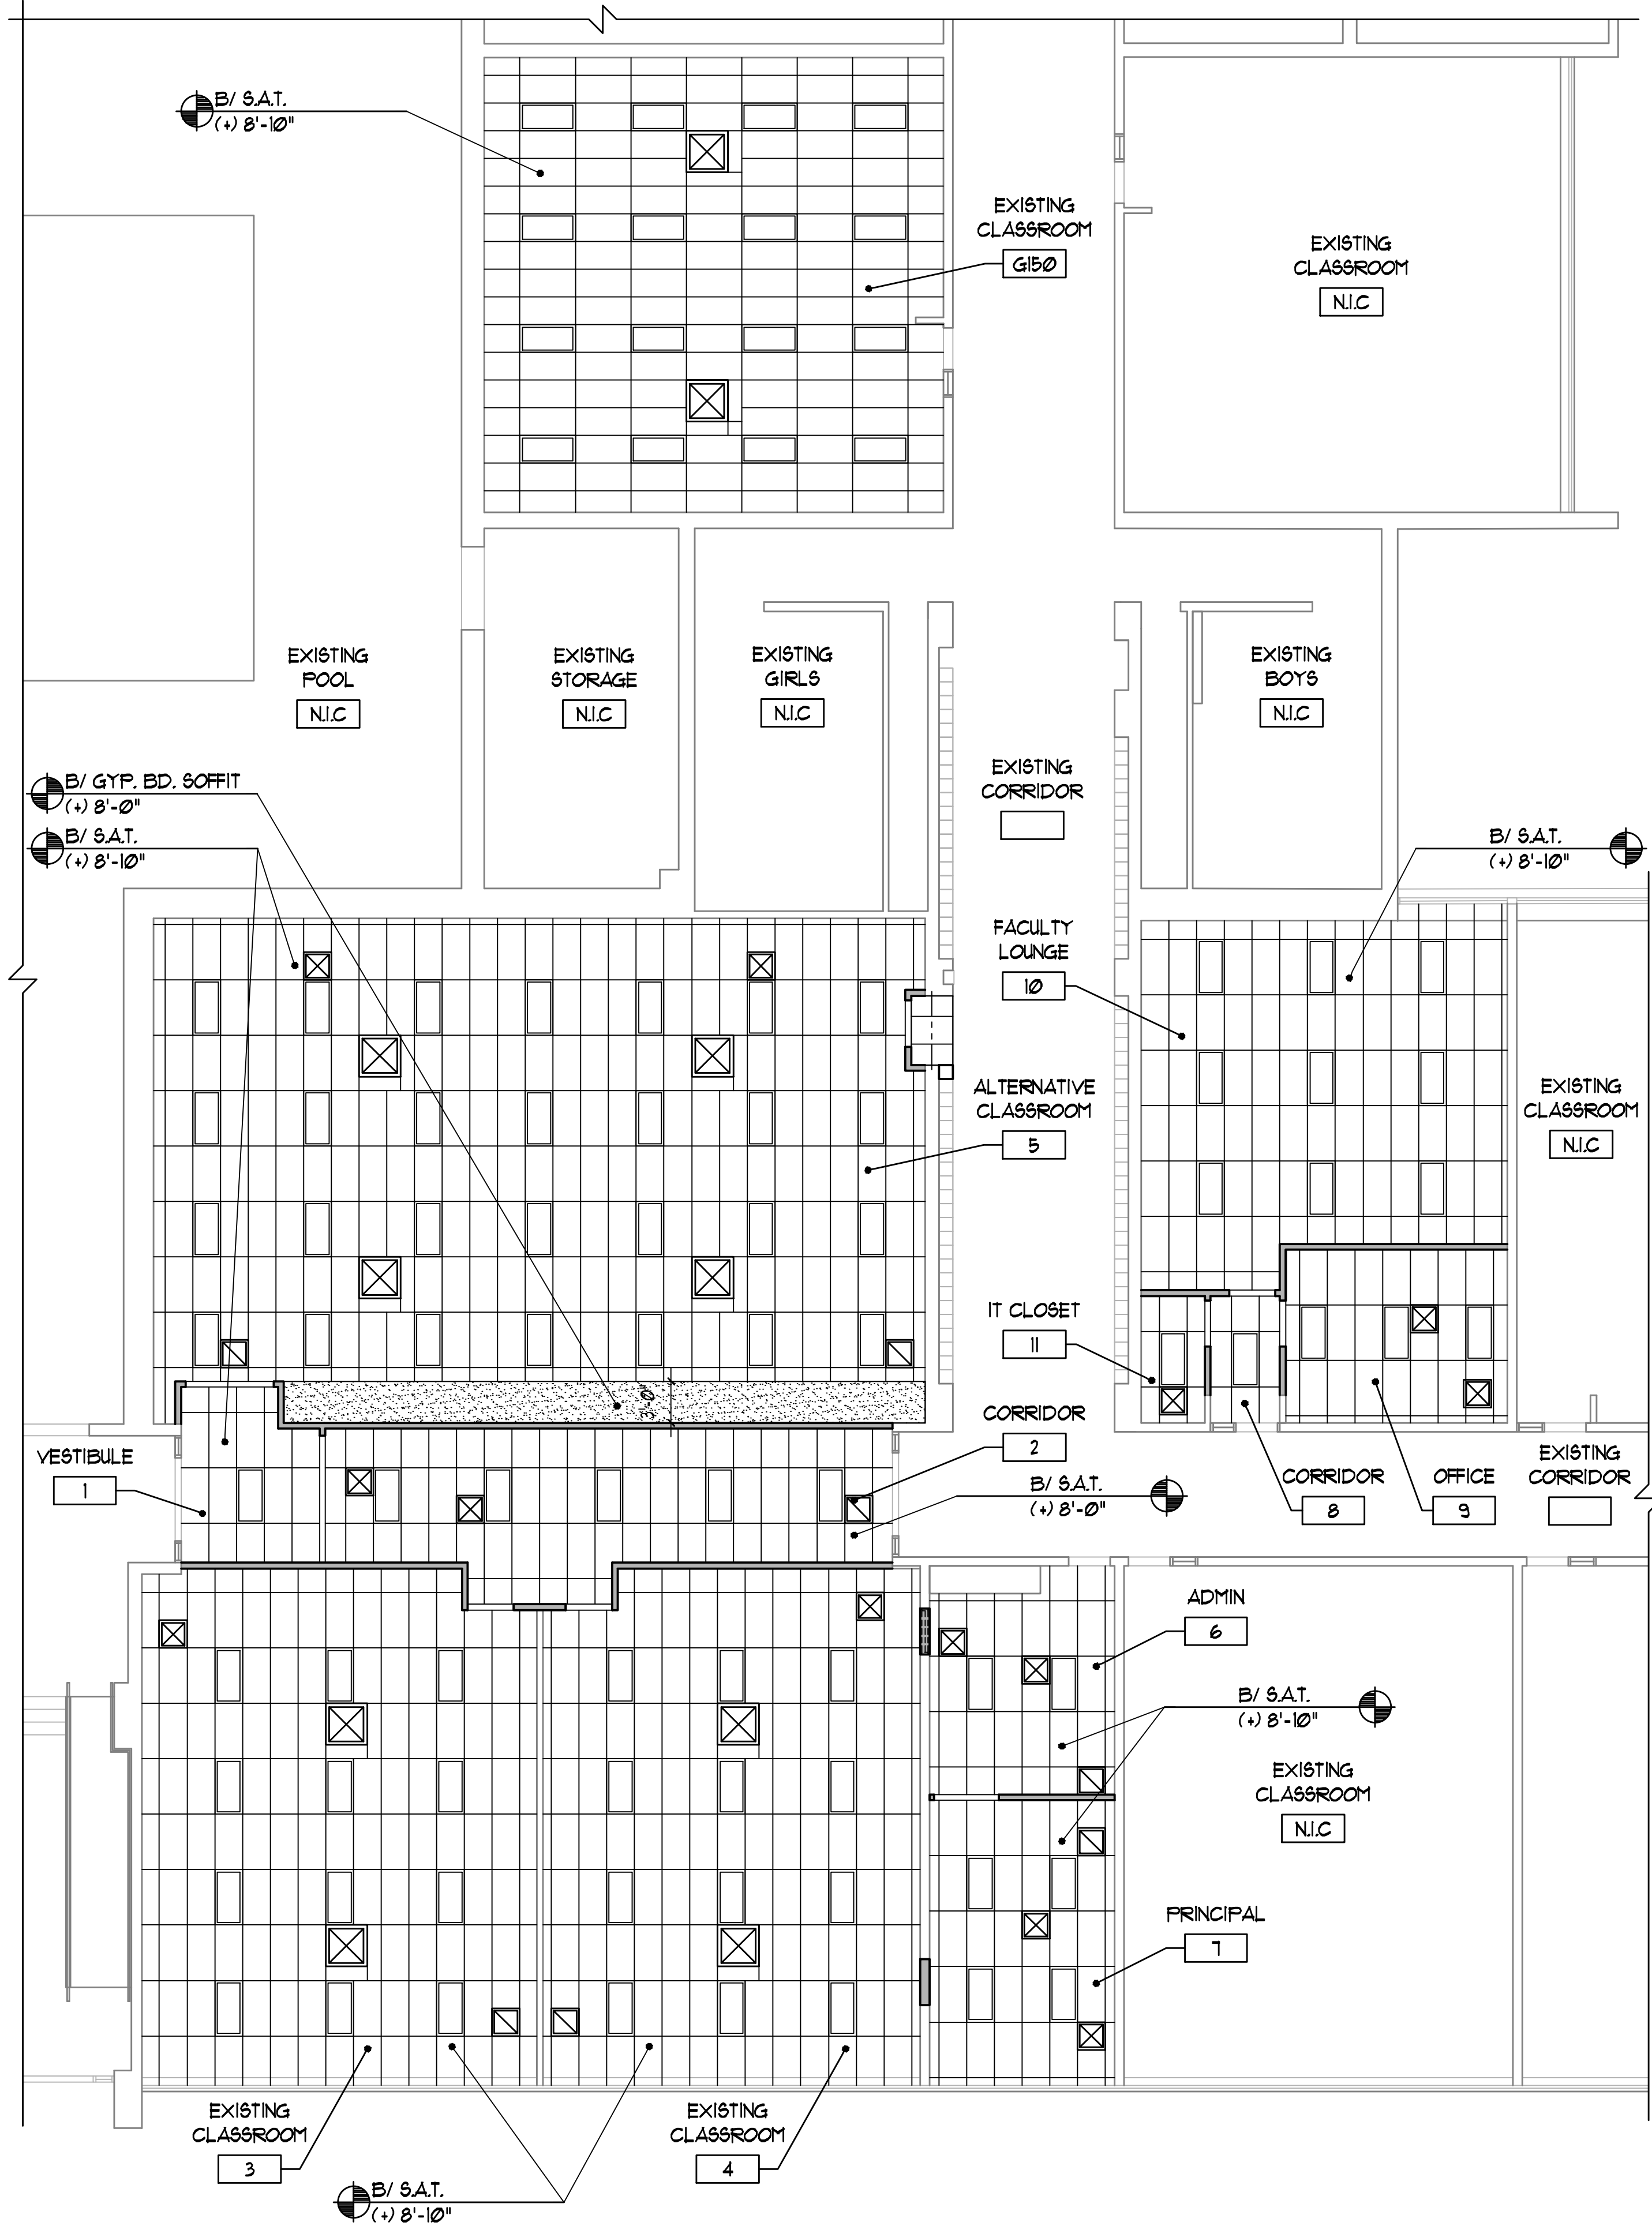 B/ S.A.T.
(+) 8'-10"
EXISTING
CLASSROOM
G150
EXISTING
CLASSROOM
N.I.C
EXISTING
POOL
N.I.C
EXISTING
STORAGE
N.I.C
EXISTING
GIRLS
N.I.C
EXISTING
BOYS
N.I.C
B/ GYP. BD. SOFFIT
(+) 8'-0"
B/ S.A.T.
(+) 8'-10"
EXISTING
CORRIDOR
B/ S.A.T.
(+) 8'-10"
FACULTY
LOUNGE
10
ALTERNATIVE
CLASSROOM
5
EXISTING
CLASSROOM
N.I.C
IT CLOSET
11
3'-0"
CORRIDOR
2
VESTIBULE
1
B/ S.A.T.
(+) 8'-0"
CORRIDOR
8
OFFICE
9
EXISTING
CORRIDOR
ADMIN
6
B/ S.A.T.
(+) 8'-10"
EXISTING
CLASSROOM
N.I.C
PRINCIPAL
7
EXISTING
CLASSROOM
3
EXISTING
CLASSROOM
4
B/ S.A.T.
(+) 8'-10"